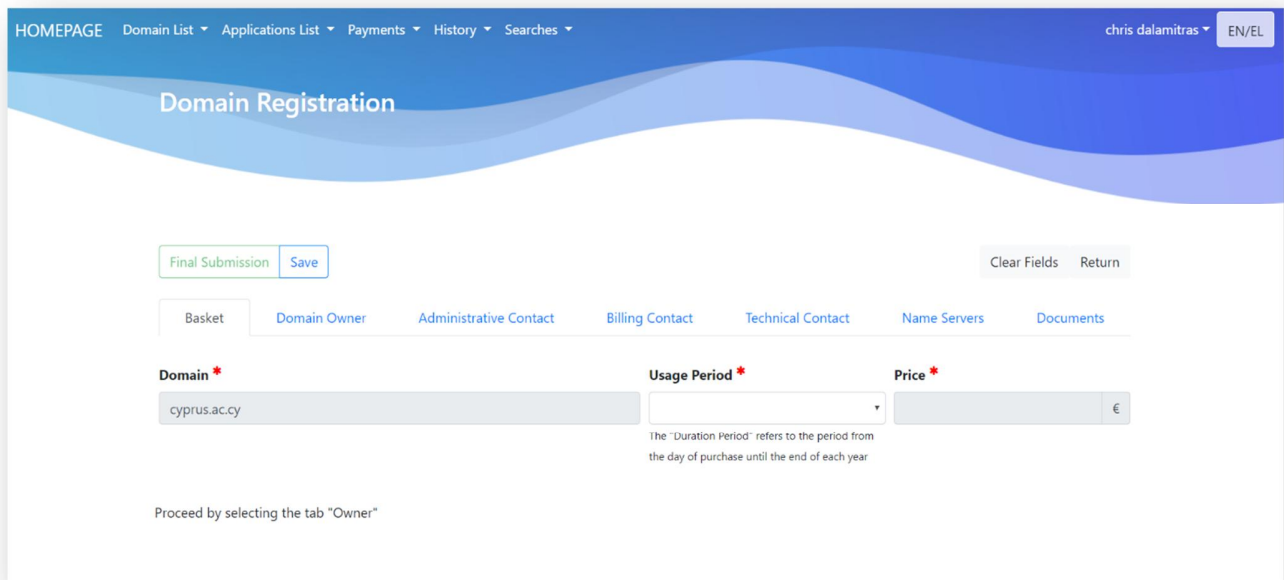 HOMEPAGE Domain List Applications List Payments History Searches chris dalamitras EN/EL
Domain Registration
Final Submission Save Clear Fields Return
Basket Domain Owner Administrative Contact Billing Contact Technical Contact Name Servers Documents
Domain * Usage Period * Price *
cyprus.ac.cy €
The "Duration Period" refers to the period from
the day of purchase until the end of each year
Proceed by selecting the tab "Owner"